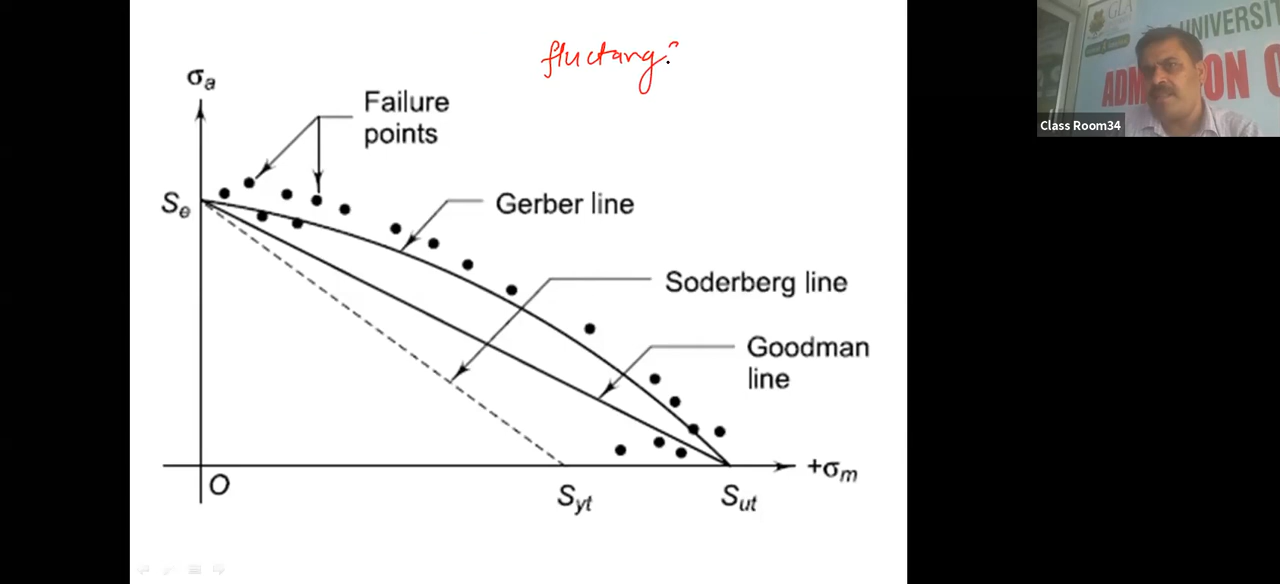 fluctang:
σa
Failure
points
Se
Gerber line
Soderberg line
Goodman
line
O
Syt
Sut
+σm
GLA
UNIVERSIT
ADM ON
Class Room34